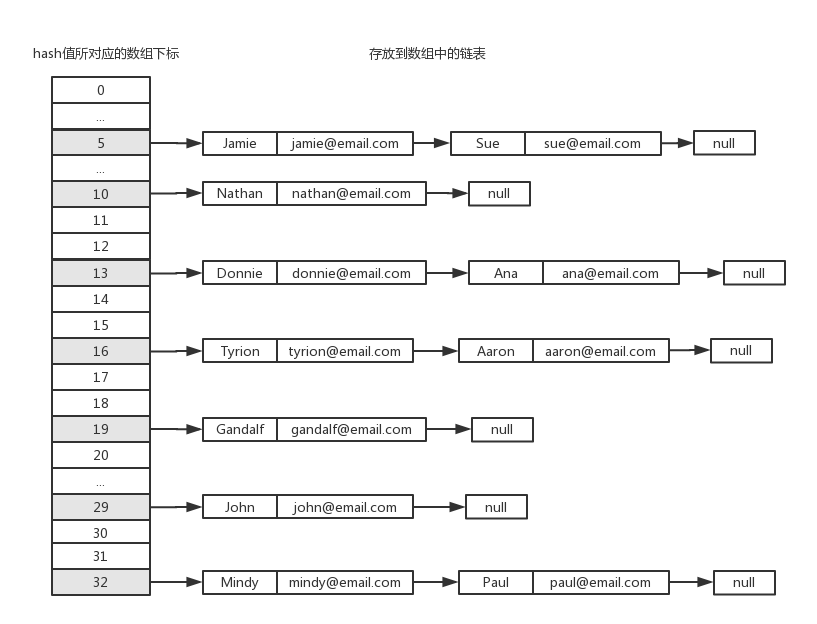 hash值所对应的数组下标 存放到数组中的链表
0
...
5 Jamie jamie@email.com Sue sue@email.com null
...
10 Nathan nathan@email.com null
11
12
13 Donnie donnie@email.com Ana ana@email.com null
14
15
16 Tyrion tyrion@email.com Aaron aaron@email.com null
17
18
19 Gandalf gandalf@email.com null
20
...
29 John john@email.com null
30
31
32 Mindy mindy@email.com Paul paul@email.com null